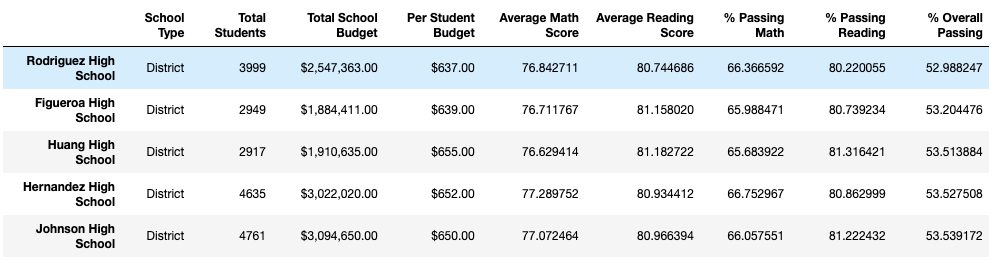 School Type Total Students Total School Budget Per Student Budget Average Math Score Average Reading Score % Passing Math % Passing Reading % Overall Passing
Rodriguez High School District 3999 $2,547,363.00 $637.00 76.842711 80.744686 66.366592 80.220055 52.988247
Figueroa High School District 2949 $1,884,411.00 $639.00 76.711767 81.158020 65.988471 80.739234 53.204476
Huang High School District 2917 $1,910,635.00 $655.00 76.629414 81.182722 65.683922 81.316421 53.513884
Hernandez High School District 4635 $3,022,020.00 $652.00 77.289752 80.934412 66.752967 80.862999 53.527508
Johnson High School District 4761 $3,094,650.00 $650.00 77.072464 80.966394 66.057551 81.222432 53.539172